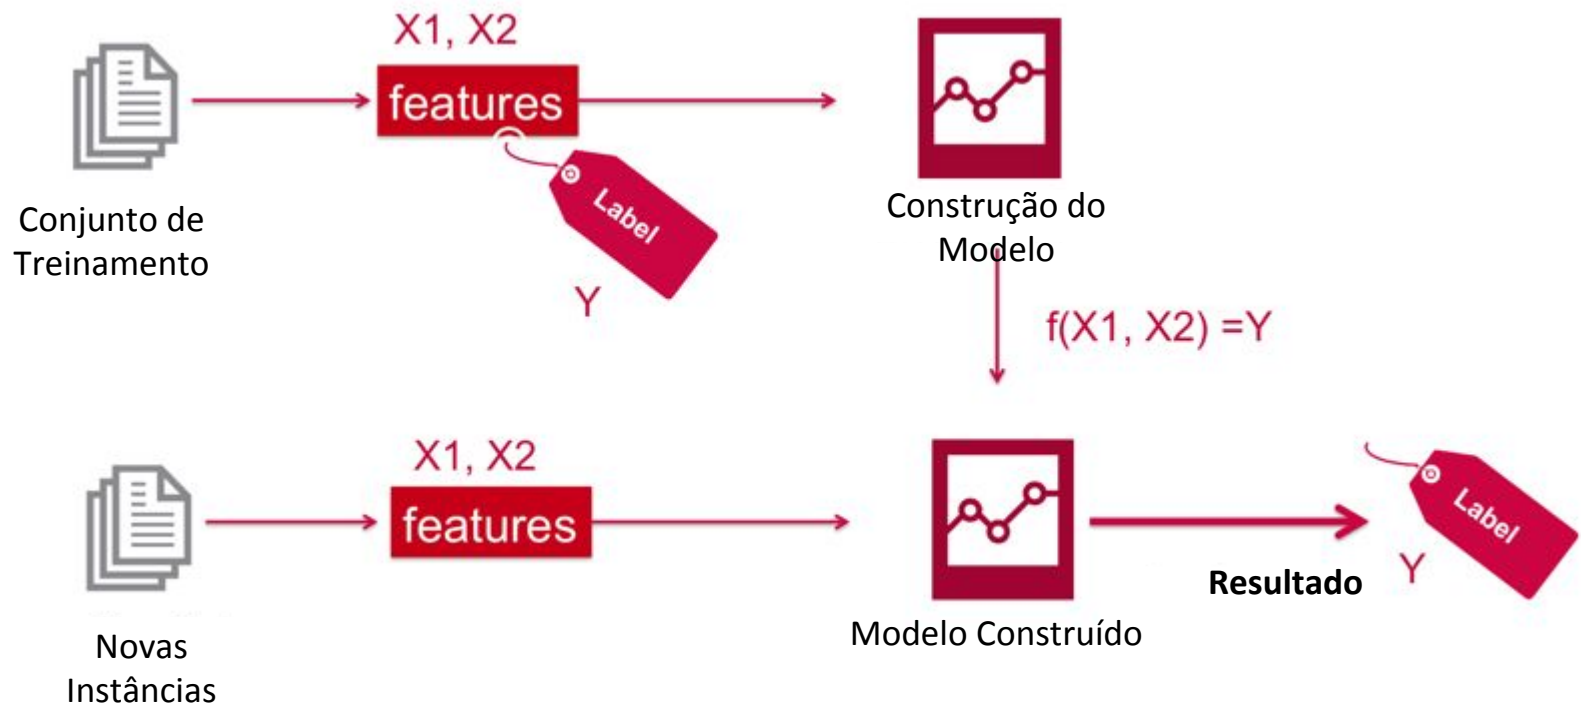 X1, X2
features
Label
Y
Conjunto de
Treinamento
Construção do
Modelo
f(X1, X2) =Y
X1, X2
features
Novas
Instâncias
Modelo Construído
Resultado
Label
Y